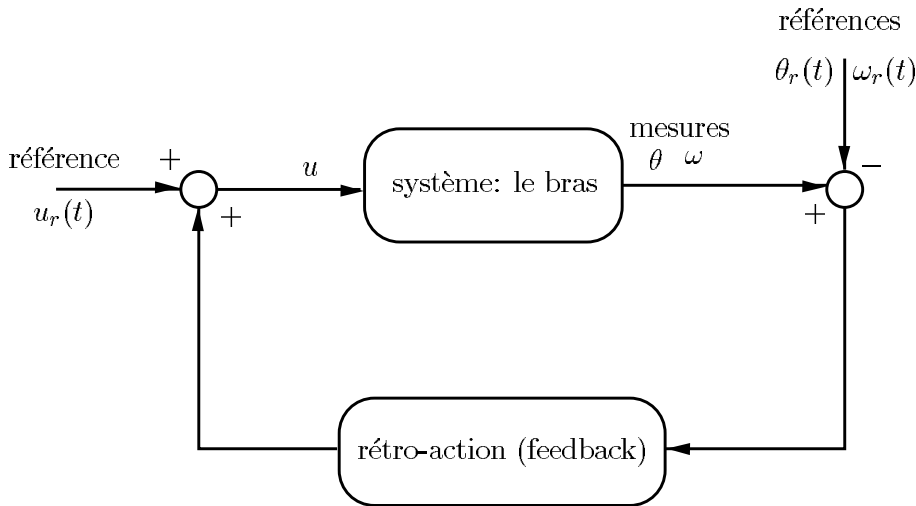 références
θ_r(t) ω_r(t)
mesures
θ ω
référence
+
u
système: le bras
−
u_r(t)
+
+
rétro-action (feedback)